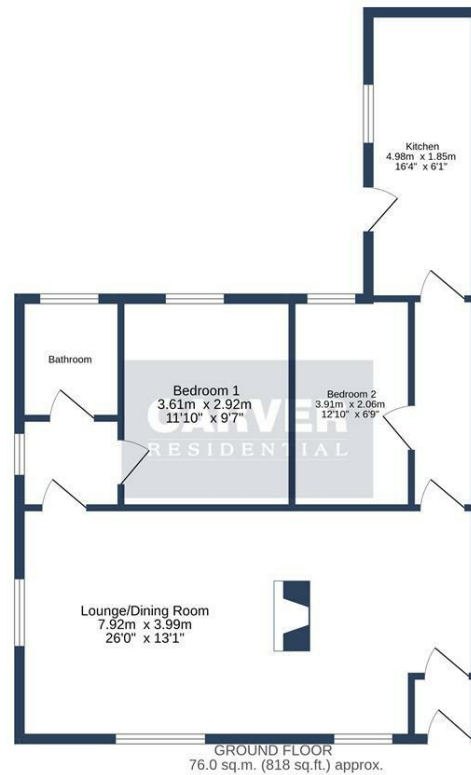 Kitchen
4.98m x 1.85m
16'4" x 6'1"
Bathroom
Bedroom 1
3.61m x 2.92m
11'10" x 9'7"
Bedroom 2
3.91m x 2.06m
12'10" x 6'9"
CARVER
RESIDENTIAL
Lounge/Dining Room
7.92m x 3.99m
26'0" x 13'1"
GROUND FLOOR
76.0 sq.m. (818 sq.ft.) approx.